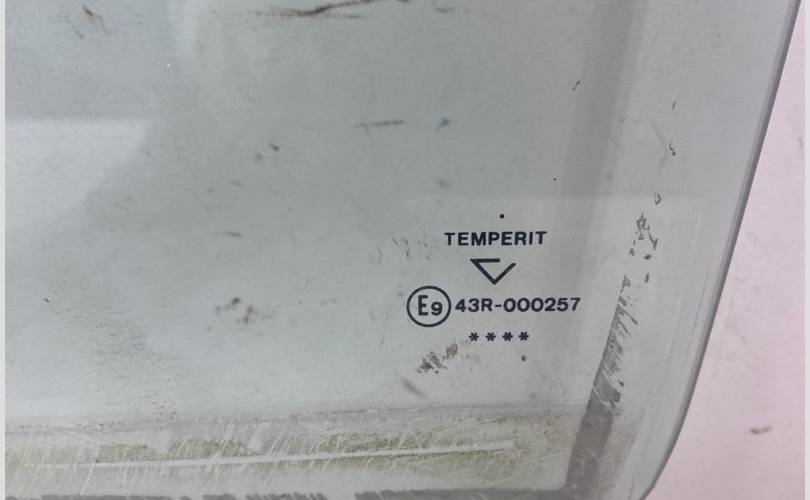 TEMPERIT
E9 43R-000257
****